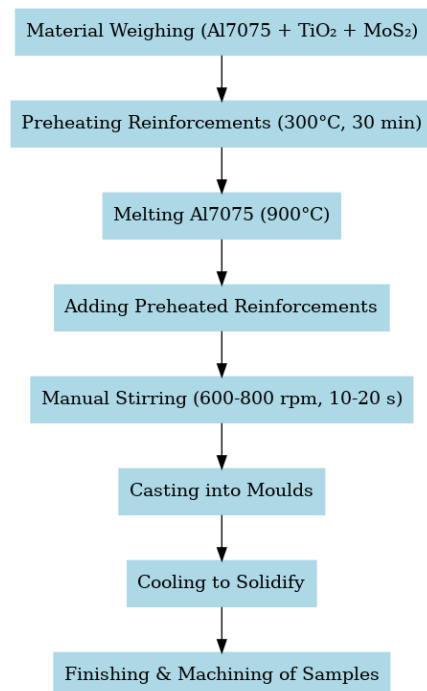 Material Weighing (Al7075 + TiO₂ + MoS₂)
Preheating Reinforcements (300°C, 30 min)
Melting Al7075 (900°C)
Adding Preheated Reinforcements
Manual Stirring (600-800 rpm, 10-20 s)
Casting into Moulds
Cooling to Solidify
Finishing & Machining of Samples